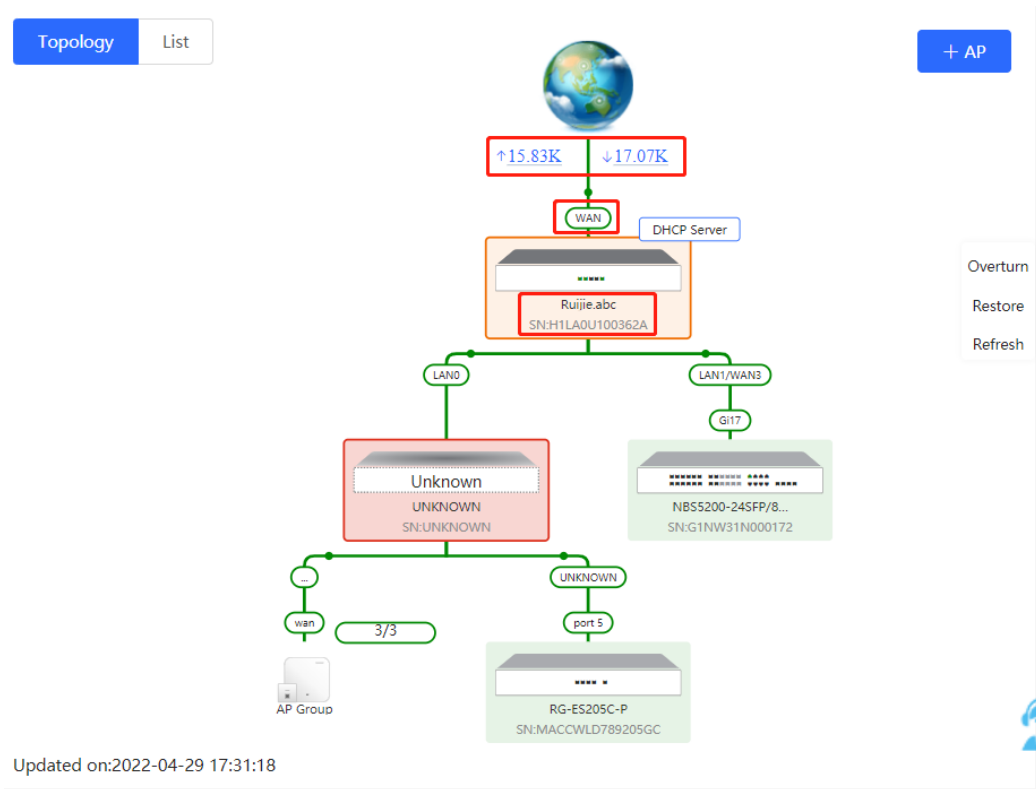 Topology
List
+ AP
↑15.83K
↓17.07K
WAN
DHCP Server
Ruijie.abc
SN:H1LA0U100362A
Overturn
Restore
Refresh
LAN0
LAN1/WAN3
Gi17
Unknown
UNKNOWN
SN:UNKNOWN
NBS5200-24SFP/8...
SN:G1NW31N000172
...
UNKNOWN
wan
3/3
port 5
AP Group
RG-ES205C-P
SN:MACCWLD789205GC
Updated on:2022-04-29 17:31:18